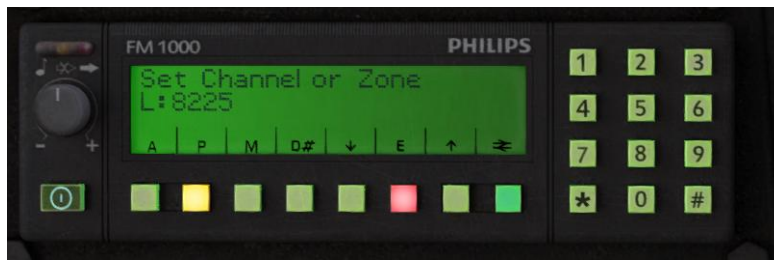 FM 1000 PHILIPS
Set Channel or Zone
L:8225
A P M D# ↓ E ↑
1 2 3
4 5 6
7 8 9
* 0 #
- +